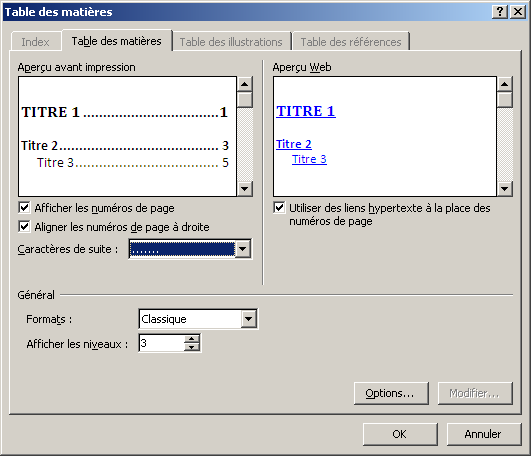 Table des matières
Index
Table des matières
Table des illustrations
Table des références
Aperçu avant impression
TITRE 1 ........................... 1
Titre 2 ................................. 3
Titre 3 ............................. 5
Afficher les numéros de page
Aligner les numéros de page à droite
Caractères de suite : .......
Aperçu Web
TITRE 1
Titre 2
Titre 3
Utiliser des liens hypertexte à la place des
numéros de page
Général
Formats : Classique
Afficher les niveaux : 3
Options...
Modifier...
OK
Annuler